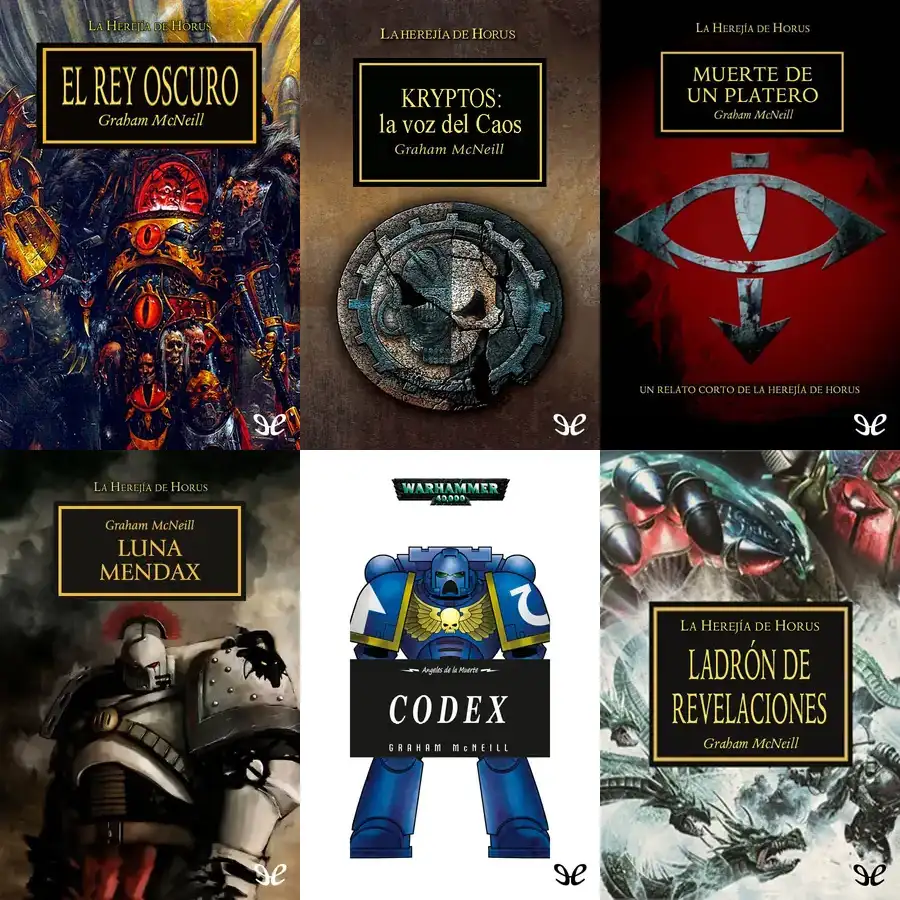 LA HEREJÍA DE HORUS
EL REY OSCURO
Graham McNeill
LA HEREJÍA DE HORUS
KRYPTOS:
la voz del Caos
Graham McNeill
LA HEREJÍA DE HORUS
MUERTE DE
UN PLATERO
Graham McNeill
UN RELATO CORTO DE LA HEREJÍA DE HORUS
LA HEREJÍA DE HORUS
Graham McNeill
LUNA
MENDAX
WARHAMMER
40,000
Angeles de la Muerte
CODEX
GRAHAM McNEILL
LA HEREJÍA DE HORUS
LADRÓN DE
REVELACIONES
Graham McNeill